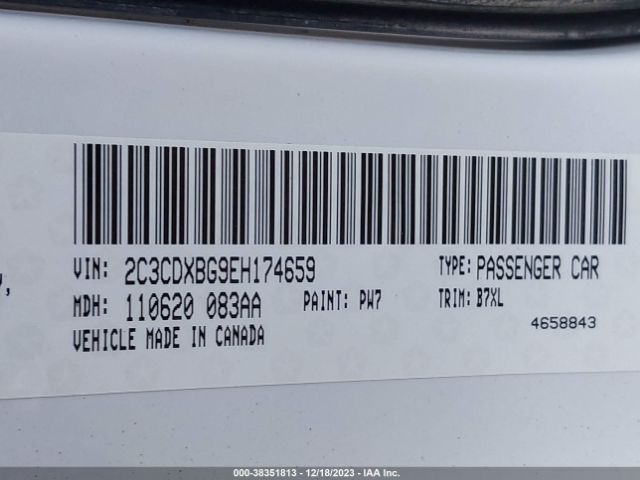 VIN: 2C3CDXBG9EH174659 TYPE: PASSENGER CAR
MDH: 110620 083AA PAINT: PW7 TRIM: B7XL
VEHICLE MADE IN CANADA 4658843
000-38351813 - 12/18/2023 - IAA Inc.